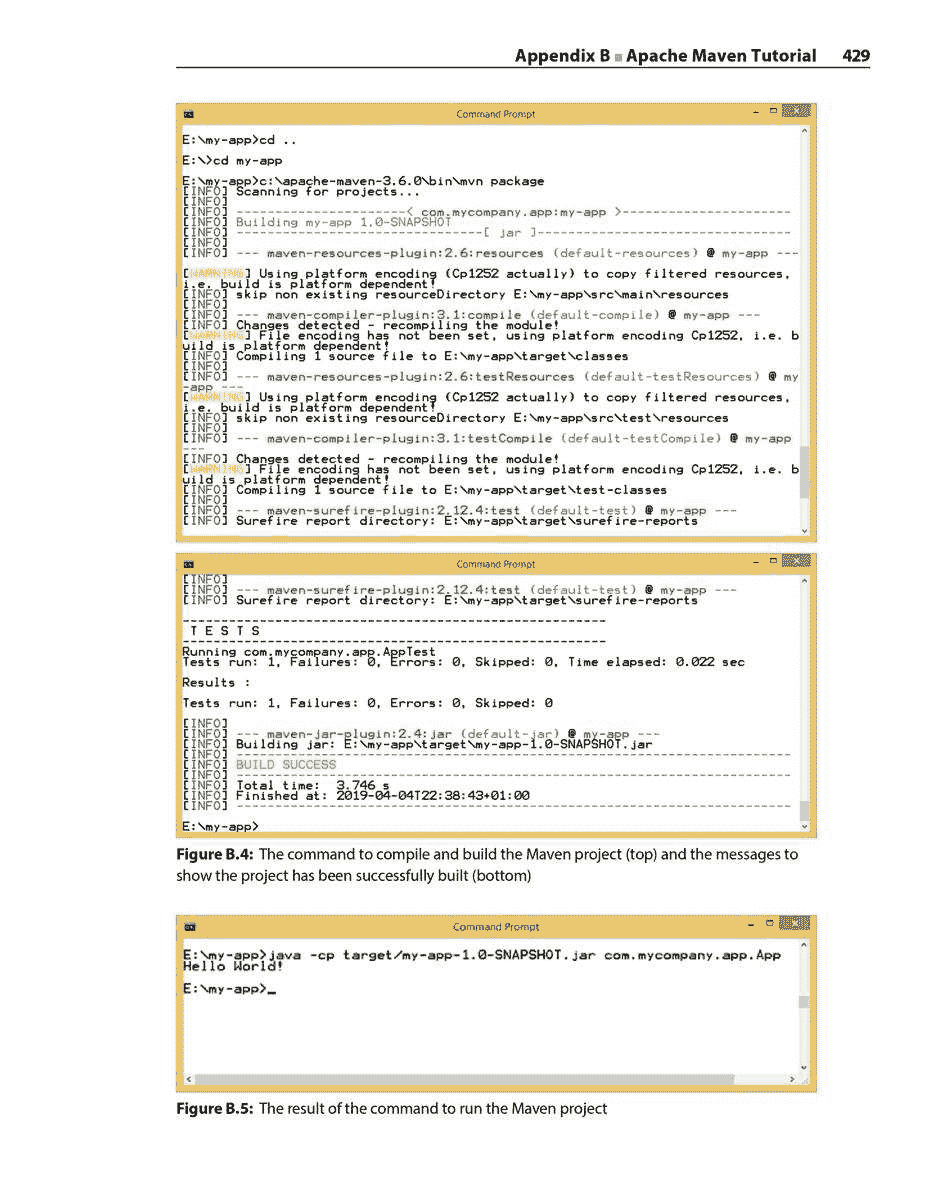 Appendix B ■ Apache Maven Tutorial 429
Command Prompt
E:\my-app>cd ..
E:\>cd my-app
E:\my-app>c:\apache-maven-3.6.0\bin\mvn package
[INFO] Scanning for projects...
[INFO]
[INFO] ----------------------< com.mycompany.app:my-app >----------------------
[INFO] Building my-app 1.0-SNAPSHOT
[INFO] --------------------------------[ jar ]---------------------------------
[INFO]
[INFO] --- maven-resources-plugin:2.6:resources (default-resources) @ my-app ---
[WARNING] Using platform encoding (Cp1252 actually) to copy filtered resources,
i.e. build is platform dependent!
[INFO] skip non existing resourceDirectory E:\my-app\src\main\resources
[INFO]
[INFO] --- maven-compiler-plugin:3.1:compile (default-compile) @ my-app ---
[INFO] Changes detected - recompiling the module!
[WARNING] File encoding has not been set, using platform encoding Cp1252, i.e. b
uild is platform dependent!
[INFO] Compiling 1 source file to E:\my-app\target\classes
[INFO]
[INFO] --- maven-resources-plugin:2.6:testResources (default-testResources) @ my
-app ---
[WARNING] Using platform encoding (Cp1252 actually) to copy filtered resources,
i.e. build is platform dependent!
[INFO] skip non existing resourceDirectory E:\my-app\src\test\resources
[INFO]
[INFO] --- maven-compiler-plugin:3.1:testCompile (default-testCompile) @ my-app
---
[INFO] Changes detected - recompiling the module!
[WARNING] File encoding has not been set, using platform encoding Cp1252, i.e. b
uild is platform dependent!
[INFO] Compiling 1 source file to E:\my-app\target\test-classes
[INFO]
[INFO] --- maven-surefire-plugin:2.12.4:test (default-test) @ my-app ---
[INFO] Surefire report directory: E:\my-app\target\surefire-reports
Command Prompt
[INFO]
[INFO] --- maven-surefire-plugin:2.12.4:test (default-test) @ my-app ---
[INFO] Surefire report directory: E:\my-app\target\surefire-reports
-------------------------------------------------------
T E S T S
-------------------------------------------------------
Running com.mycompany.app.AppTest
Tests run: 1, Failures: 0, Errors: 0, Skipped: 0, Time elapsed: 0.022 sec
Results :
Tests run: 1, Failures: 0, Errors: 0, Skipped: 0
[INFO]
[INFO] --- maven-jar-plugin:2.4:jar (default-jar) @ my-app ---
[INFO] Building jar: E:\my-app\target\my-app-1.0-SNAPSHOT.jar
[INFO] ------------------------------------------------------------------------
[INFO] BUILD SUCCESS
[INFO] ------------------------------------------------------------------------
[INFO] Total time: 3.746 s
[INFO] Finished at: 2019-04-04T22:38:43+01:00
[INFO] ------------------------------------------------------------------------
E:\my-app>
Figure B.4: The command to compile and build the Maven project (top) and the messages to
show the project has been successfully built (bottom)
Command Prompt
E:\my-app>java -cp target/my-app-1.0-SNAPSHOT.jar com.mycompany.app.App
Hello World!
E:\my-app>_
Figure B.5: The result of the command to run the Maven project